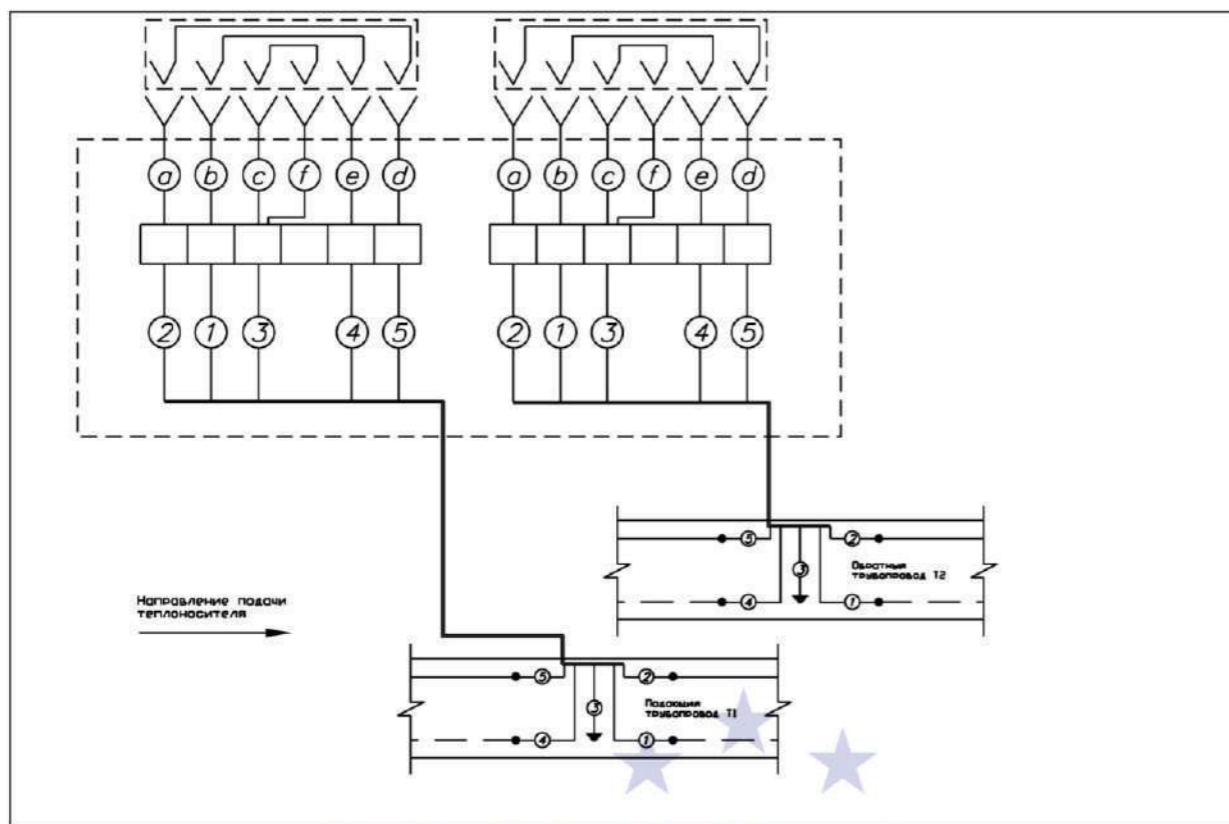 a b c f e d a b c f e d
2 1 3 4 5 2 1 3 4 5
5 2
Обратный
трубопровод Т2
3
4 1
Направление подачи
теплоносителя
5 2
Подающий
трубопровод Т1
3
4 1